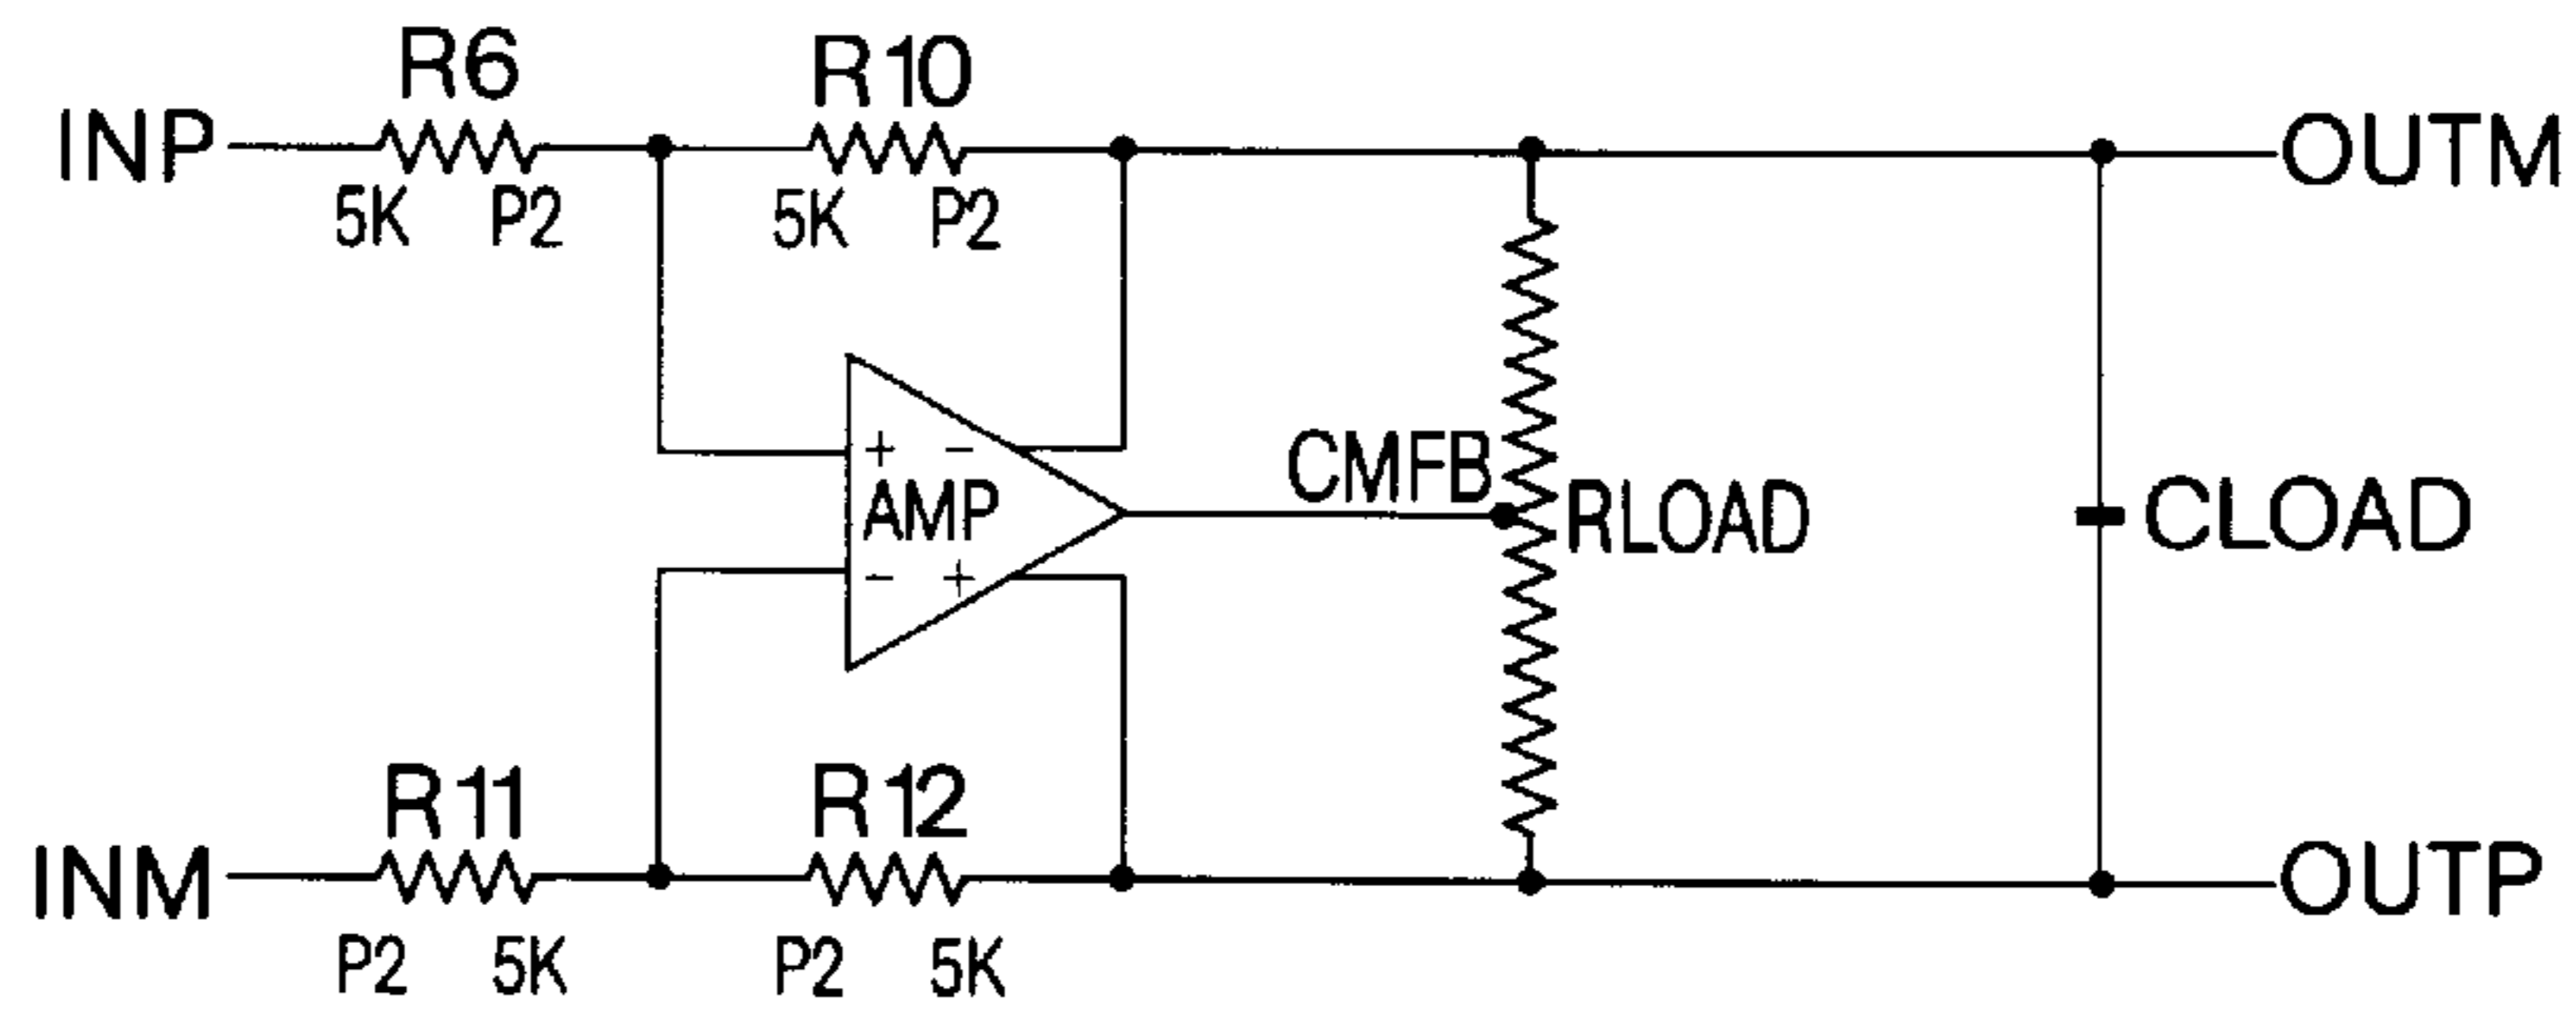 R6
R10
INP
OUTM
5K P2
5K P2
+ -
CMFB
AMP
RLOAD
CLOAD
- +
R11
R12
INM
OUTP
P2 5K
P2 5K